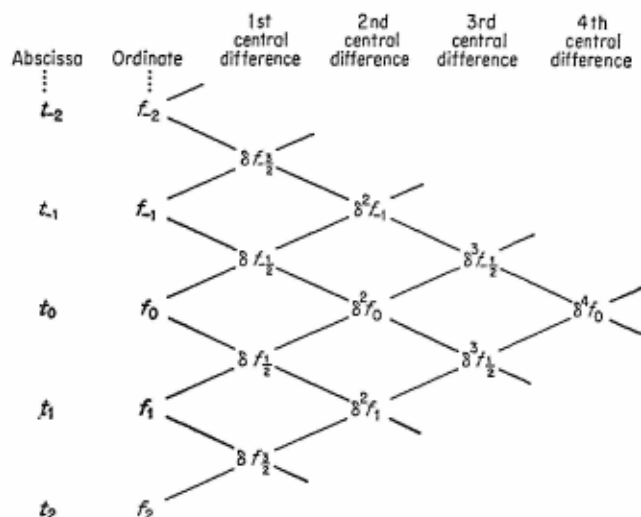 1st 2nd 3rd 4th
central central central central
Abscissa Ordinate difference difference difference difference
t₋₂ f₋₂
δf₋₃⁄₂
t₋₁ f₋₁ δ²f₋₁
δf₋₁⁄₂ δ³f₋₁⁄₂
t₀ f₀ δ²f₀ δ⁴f₀
δf₁⁄₂ δ³f₁⁄₂
t₁ f₁ δ²f₁
δf₃⁄₂
t₂ f₂